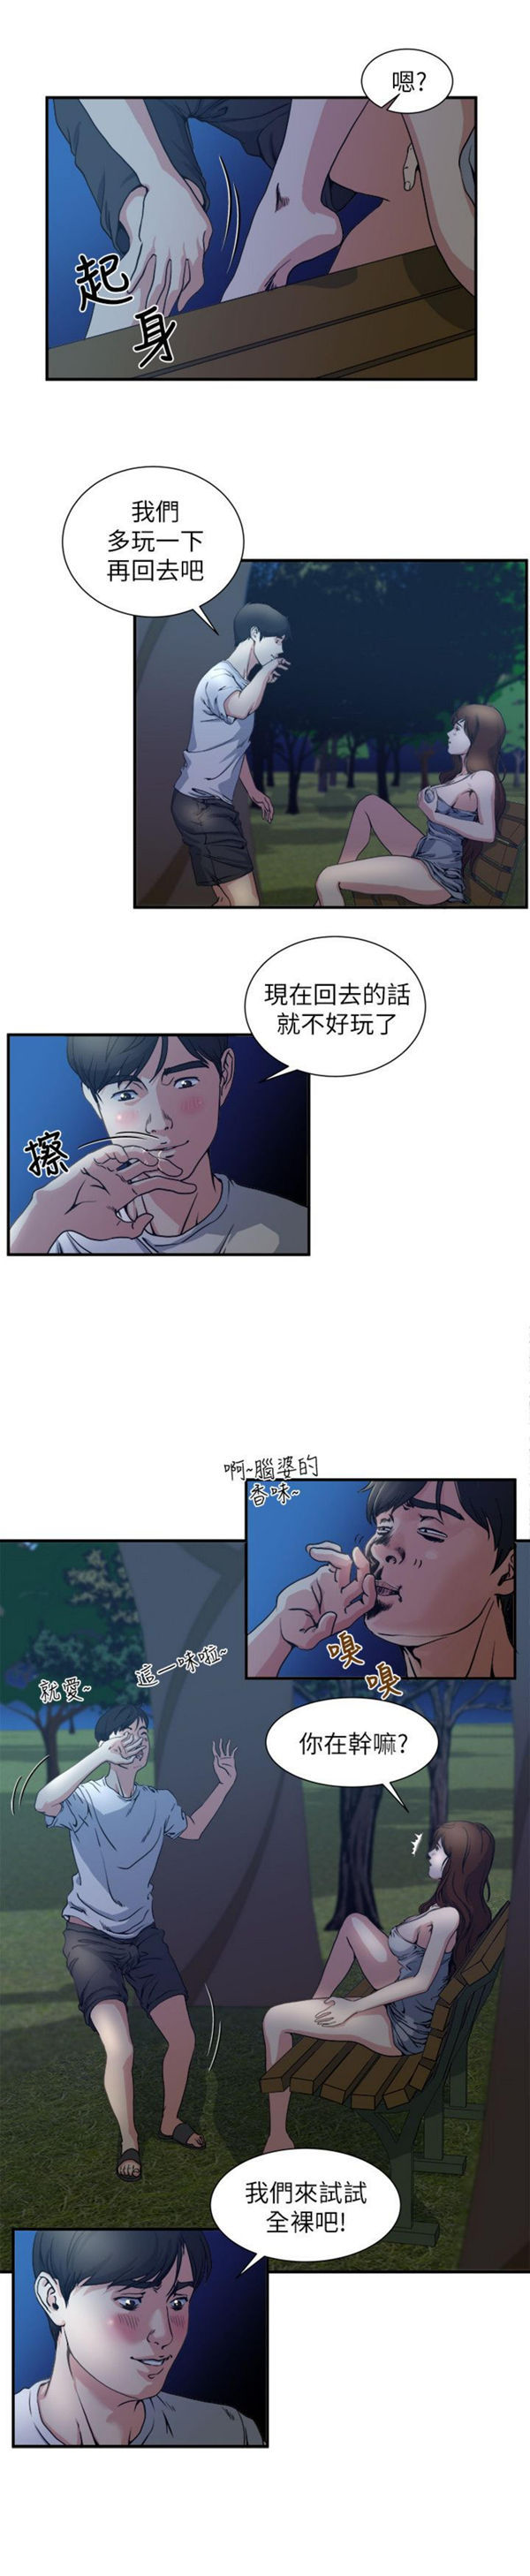 嗯?
起
身
我們
多玩一下
再回去吧
現在回去的話
就不好玩了
擦
啊~腦婆的
香味~
嗅
嗅
就愛~
這一味啦~
你在幹嘛?
我們來試試
全裸吧!